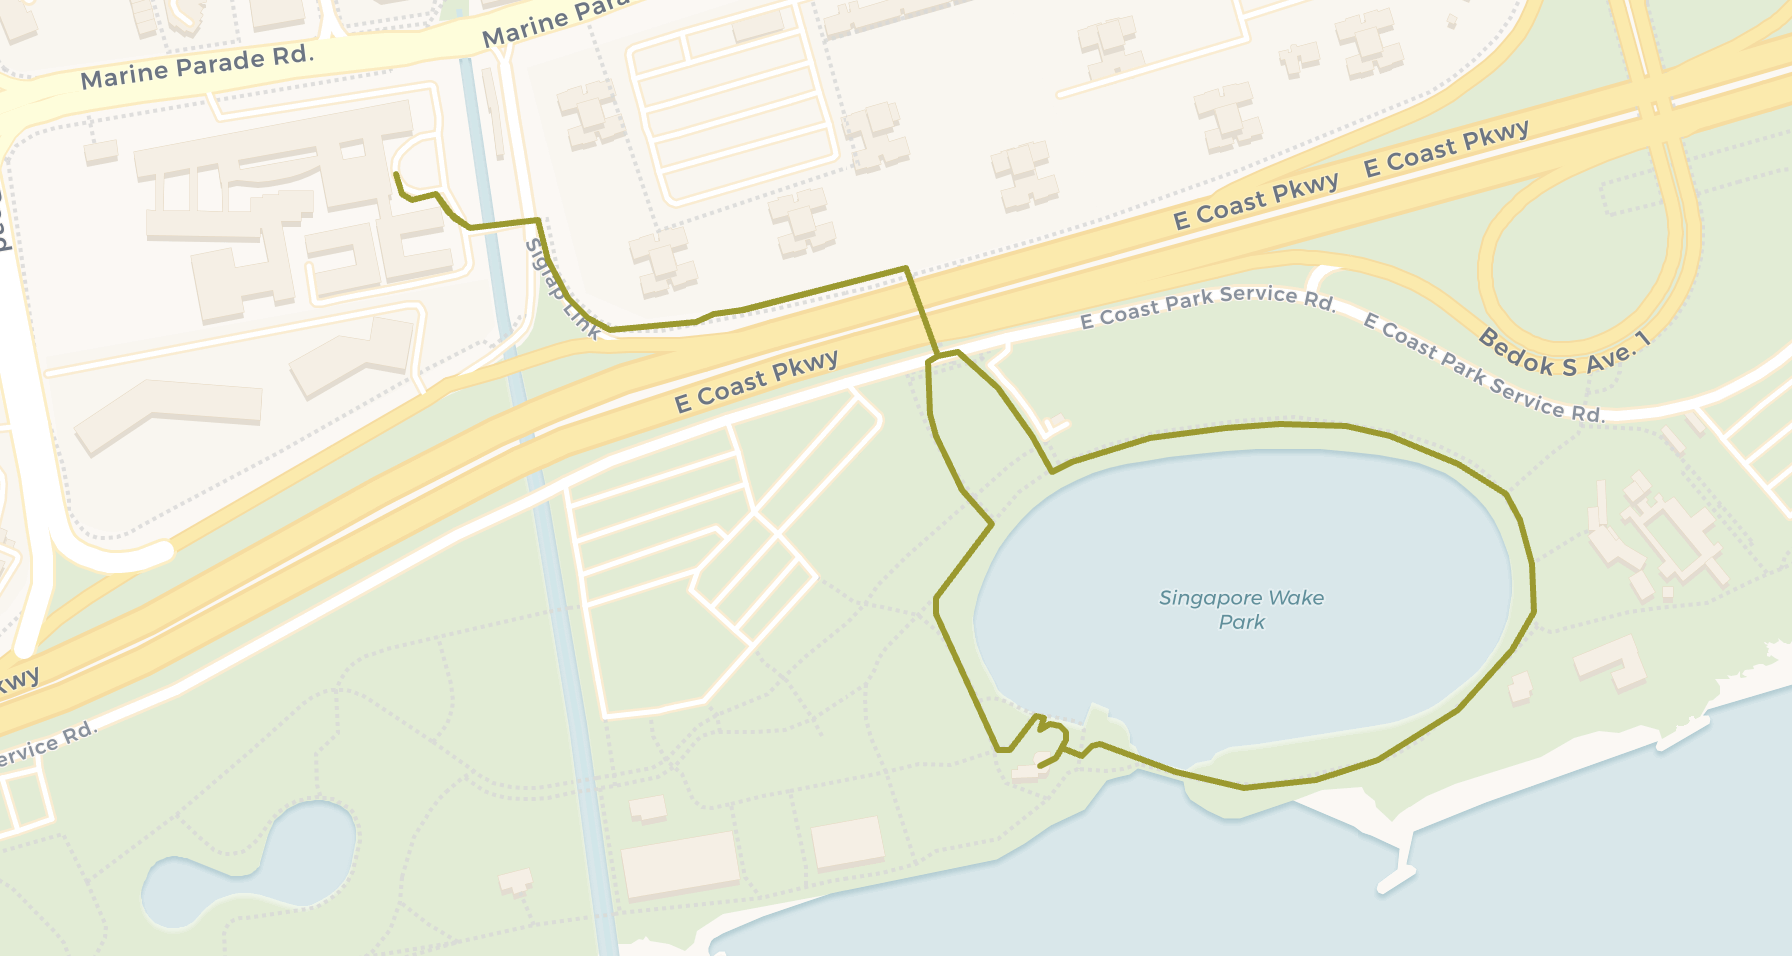 Marine Para
Marine Parade Rd.
E Coast Pkwy
E Coast Pkwy
Siglap Link
E Coast Park Service Rd.
E Coast Park Service Rd.
Bedok S Ave. 1
E Coast Pkwy
Singapore Wake
Park
kwy
ervice Rd.